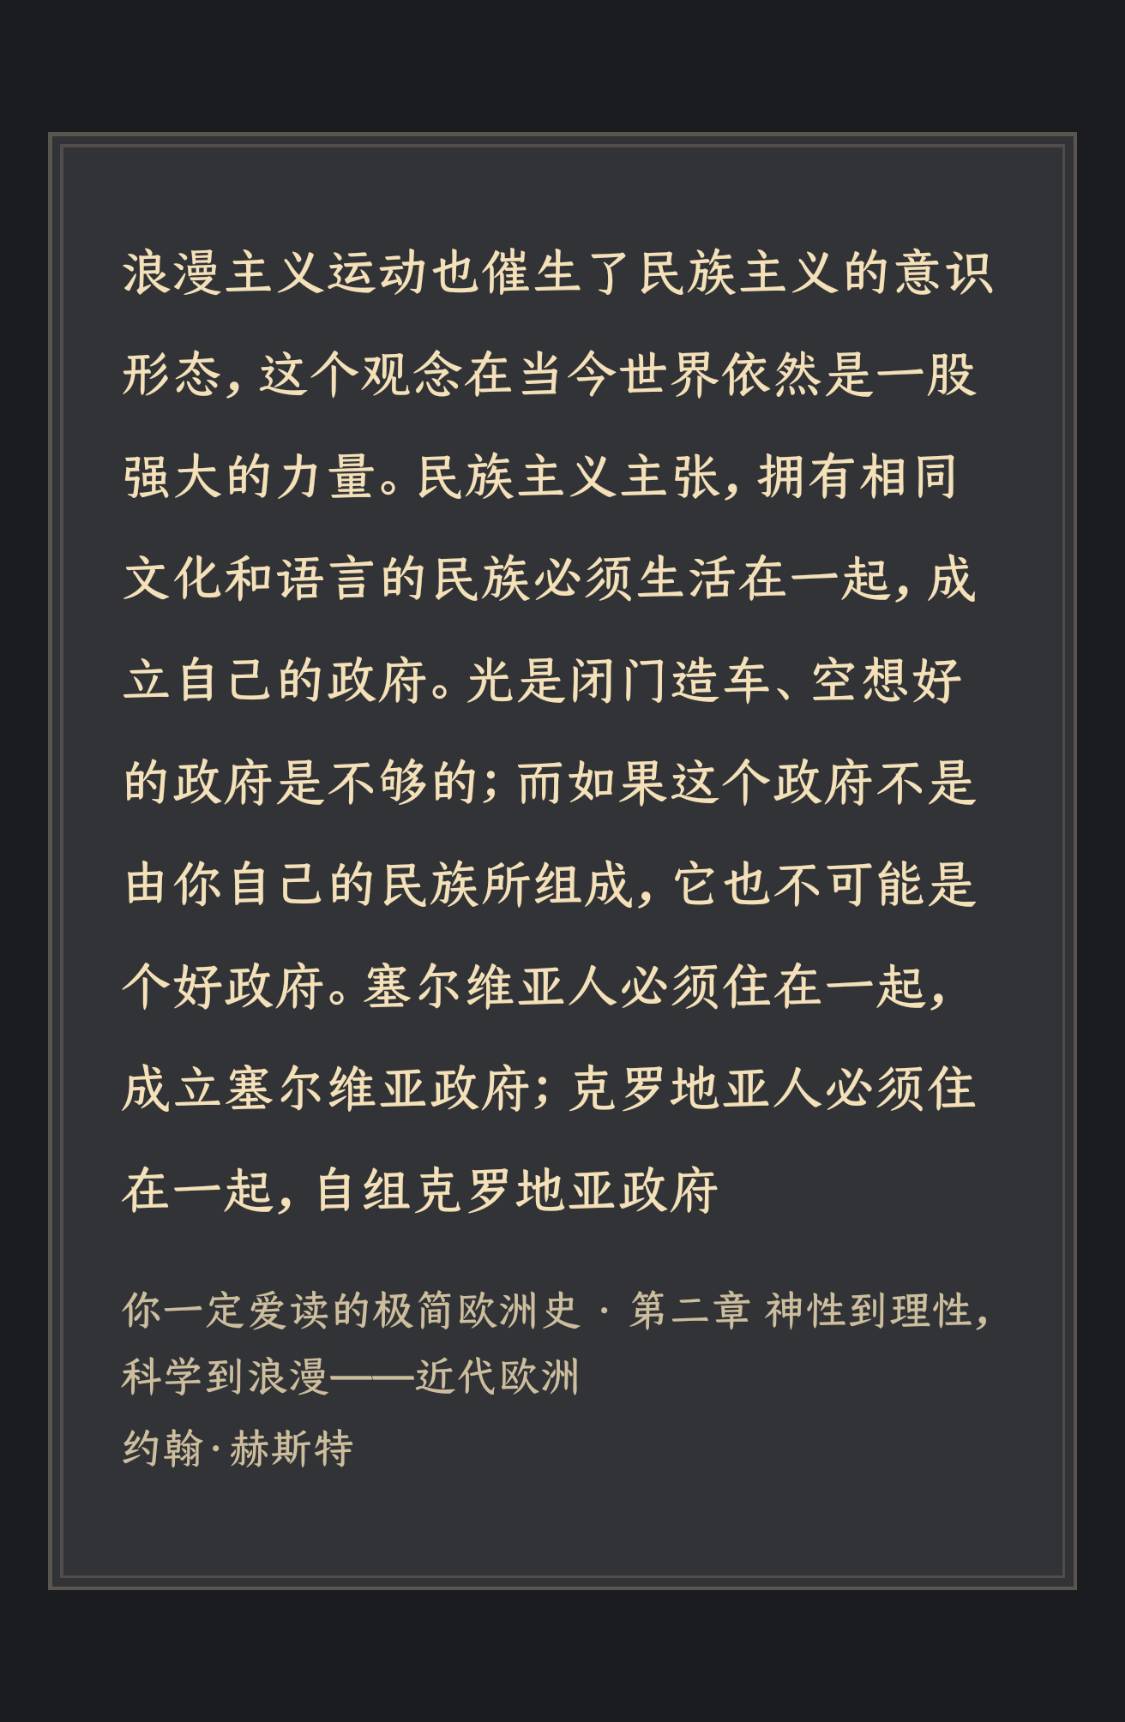 浪漫主义运动也催生了民族主义的意识
形态，这个观念在当今世界依然是一股
强大的力量。民族主义主张，拥有相同
文化和语言的民族必须生活在一起，成
立自己的政府。光是闭门造车、空想好
的政府是不够的；而如果这个政府不是
由你自己的民族所组成，它也不可能是
个好政府。塞尔维亚人必须住在一起，
成立塞尔维亚政府；克罗地亚人必须住
在一起，自组克罗地亚政府
你一定爱读的极简欧洲史 · 第二章 神性到理性，
科学到浪漫——近代欧洲
约翰·赫斯特